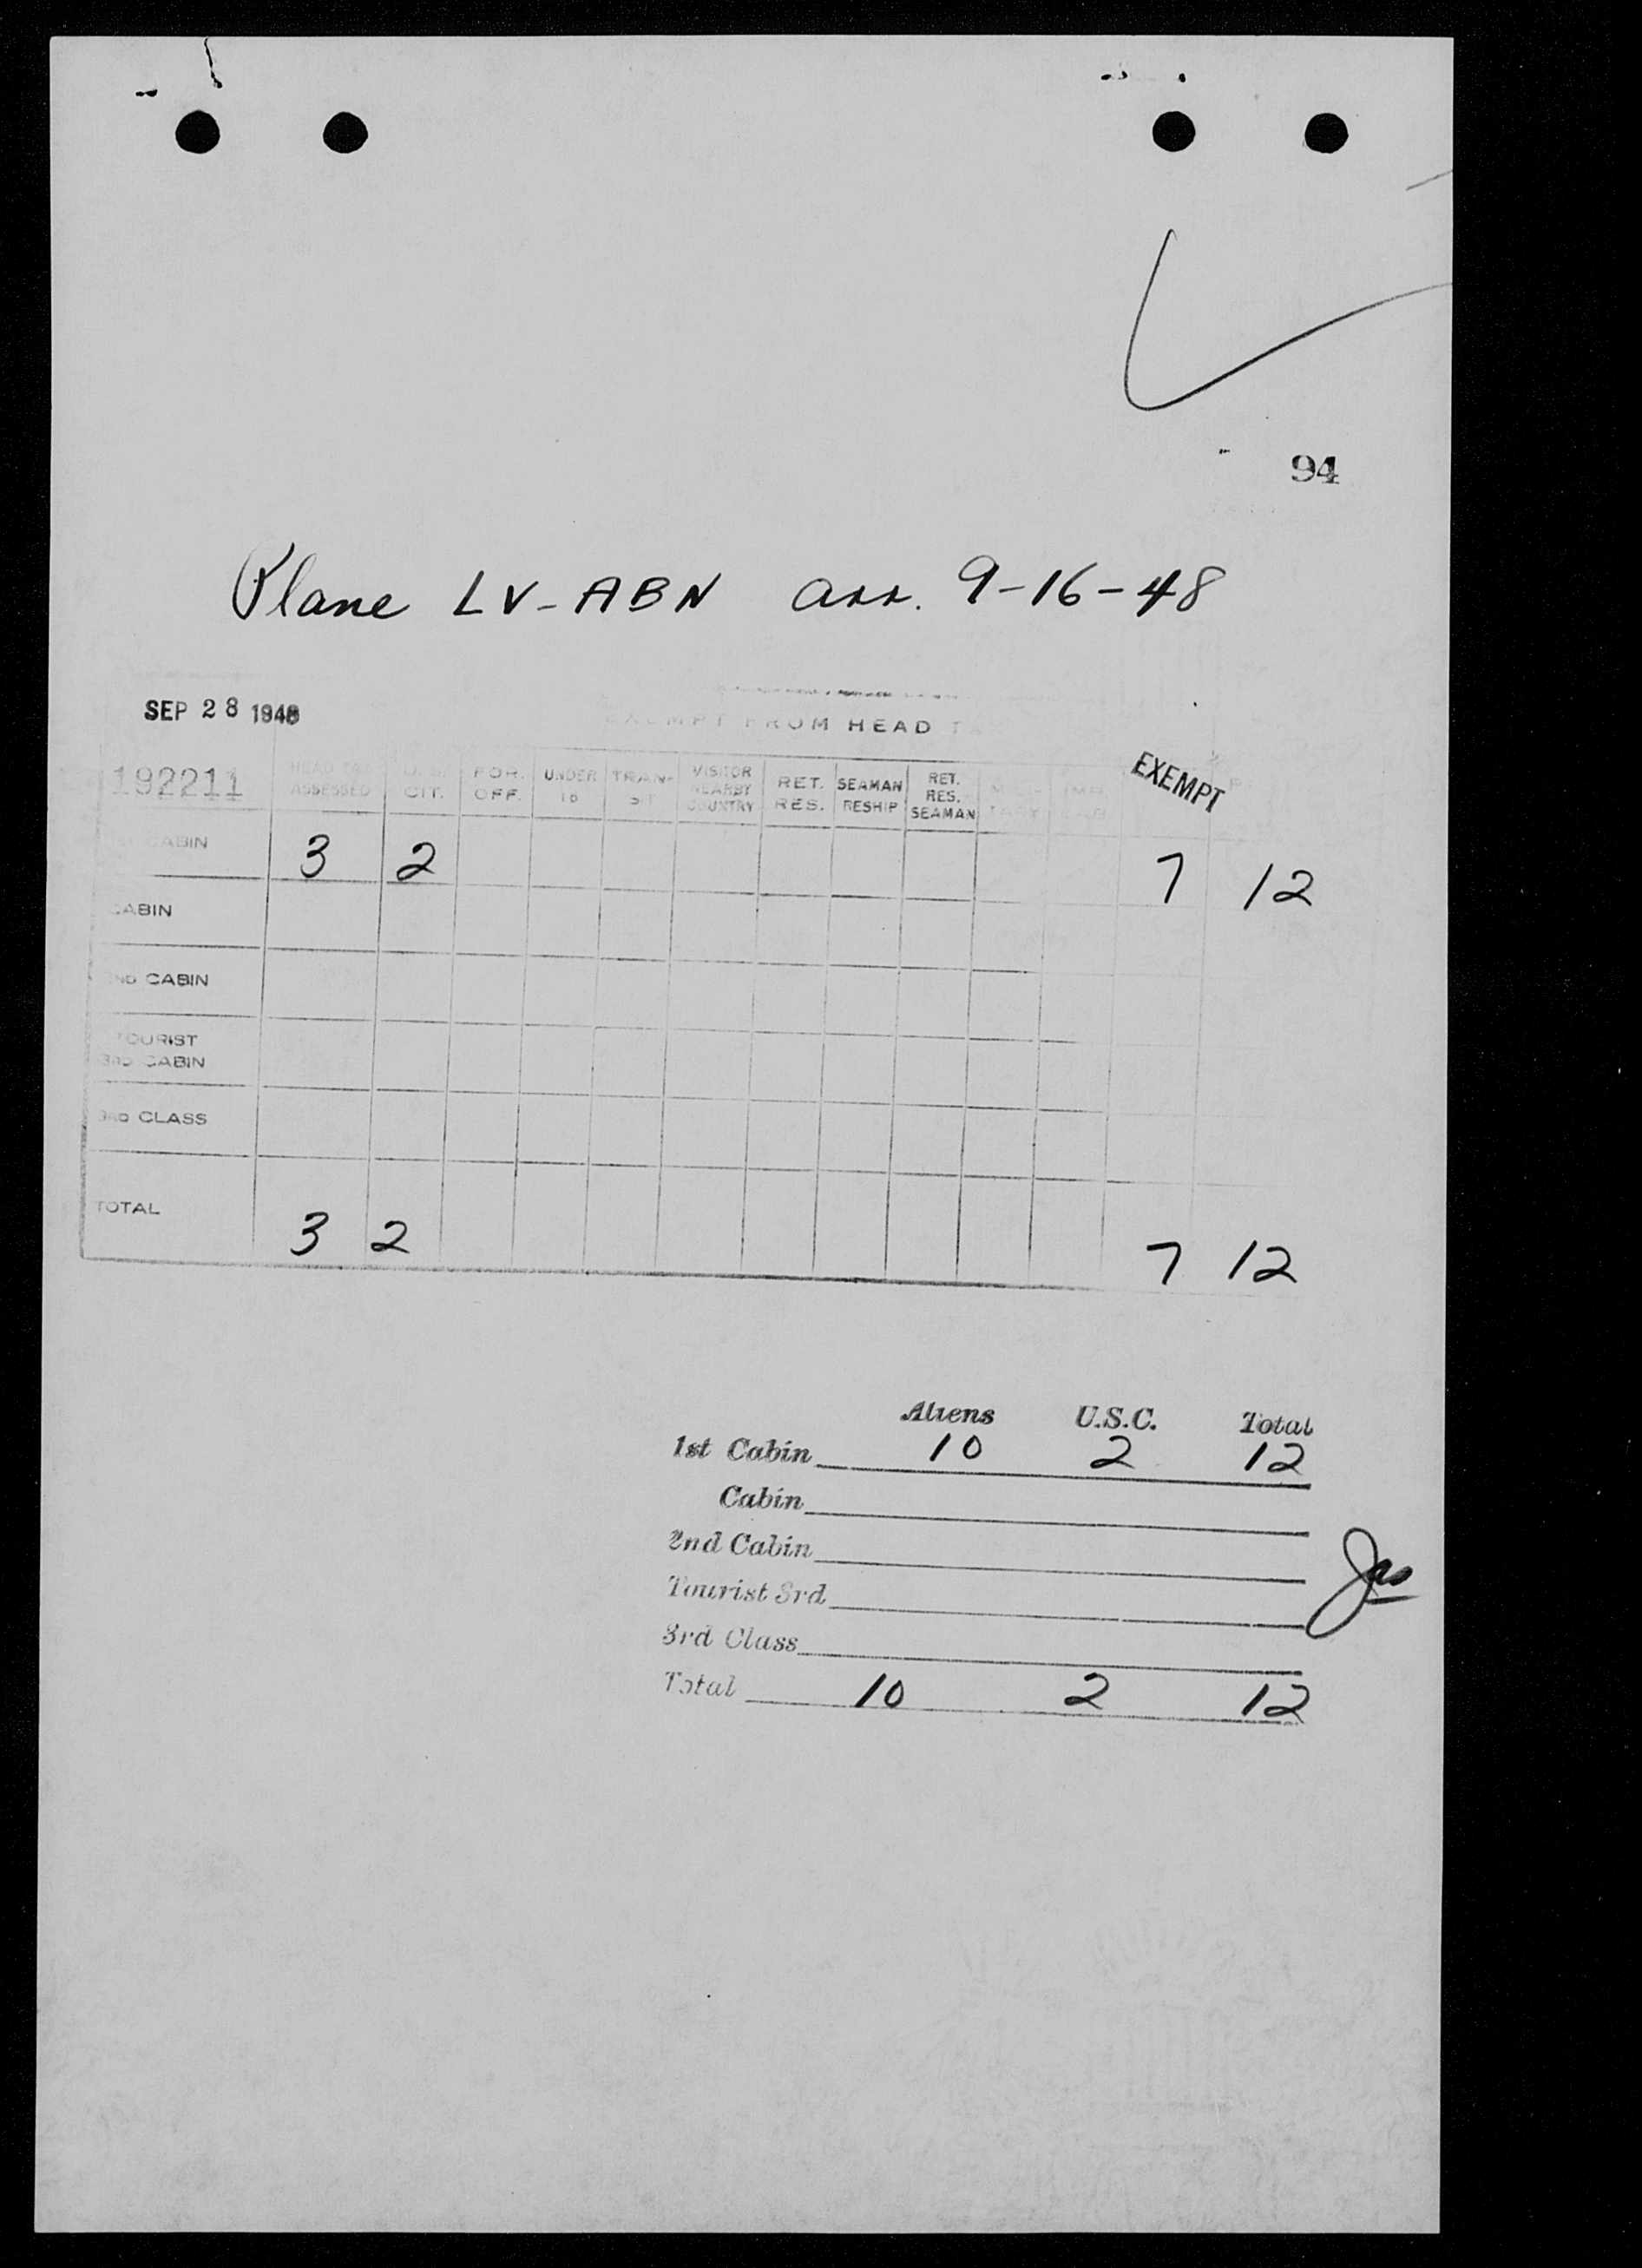 94
Plane LV-ABN arr. 9-16-48
SEP 28 1948
EXEMPT FROM HEAD
192211 HEAD TAX ASSESSED U.S. CIT. FOR. OFF. UNDER 16 TRAN-SIT VISITOR NEARBY COUNTRY RET. RES. SEAMAN RESHIP RET. RES. SEAMAN EXEMPT
CABIN 3 2 7 12
CABIN
2ND CABIN
TOURIST
3RD CABIN
3RD CLASS
TOTAL 3 2 7 12
Aliens U.S.C. Total
1st Cabin 10 2 12
Cabin
2nd Cabin
Tourist 3rd
3rd Class
Total 10 2 12